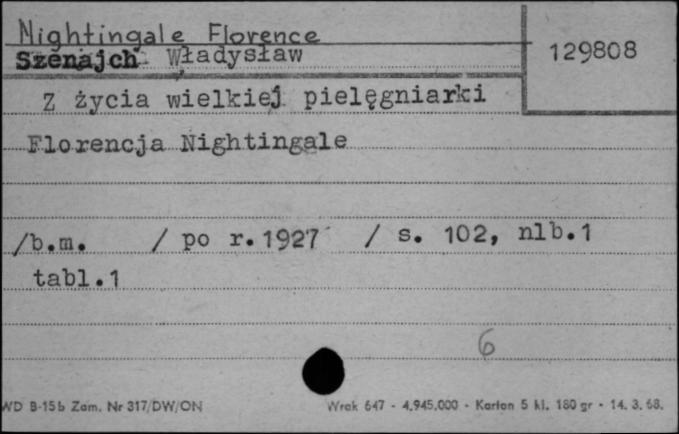 Nightingale Florence
Szenajch Władysław
129808
Z życia wielkiej pielęgniarki
Florencja Nightingale
/b.m. / po r.1927 / s. 102, nlb.1
tabl.1
6
WD B-15b Zam. Nr 317/DW/ON
Wrak 647 - 4.945.000 - Karton 5 kl. 180 gr - 14. 3. 68.